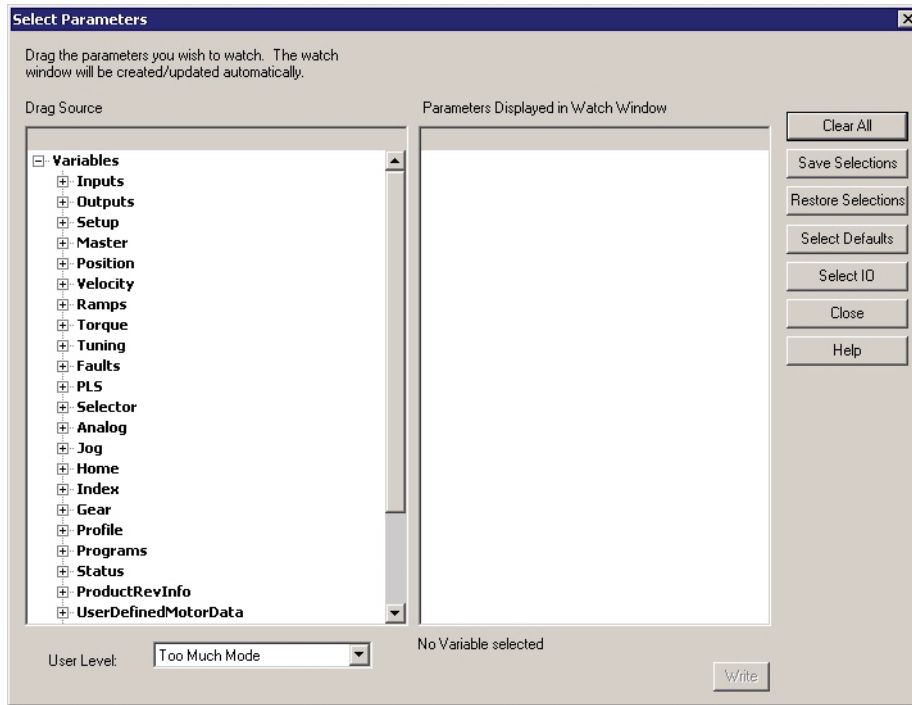 Select Parameters
Drag the parameters you wish to watch. The watch
window will be created/updated automatically.
Drag Source
Parameters Displayed in Watch Window
Variables
Inputs
Outputs
Setup
Master
Position
Velocity
Ramps
Torque
Tuning
Faults
PLS
Selector
Analog
Jog
Home
Index
Gear
Profile
Programs
Status
ProductRevInfo
UserDefinedMotorData
Clear All
Save Selections
Restore Selections
Select Defaults
Select IO
Close
Help
User Level:
Too Much Mode
No Variable selected
Write